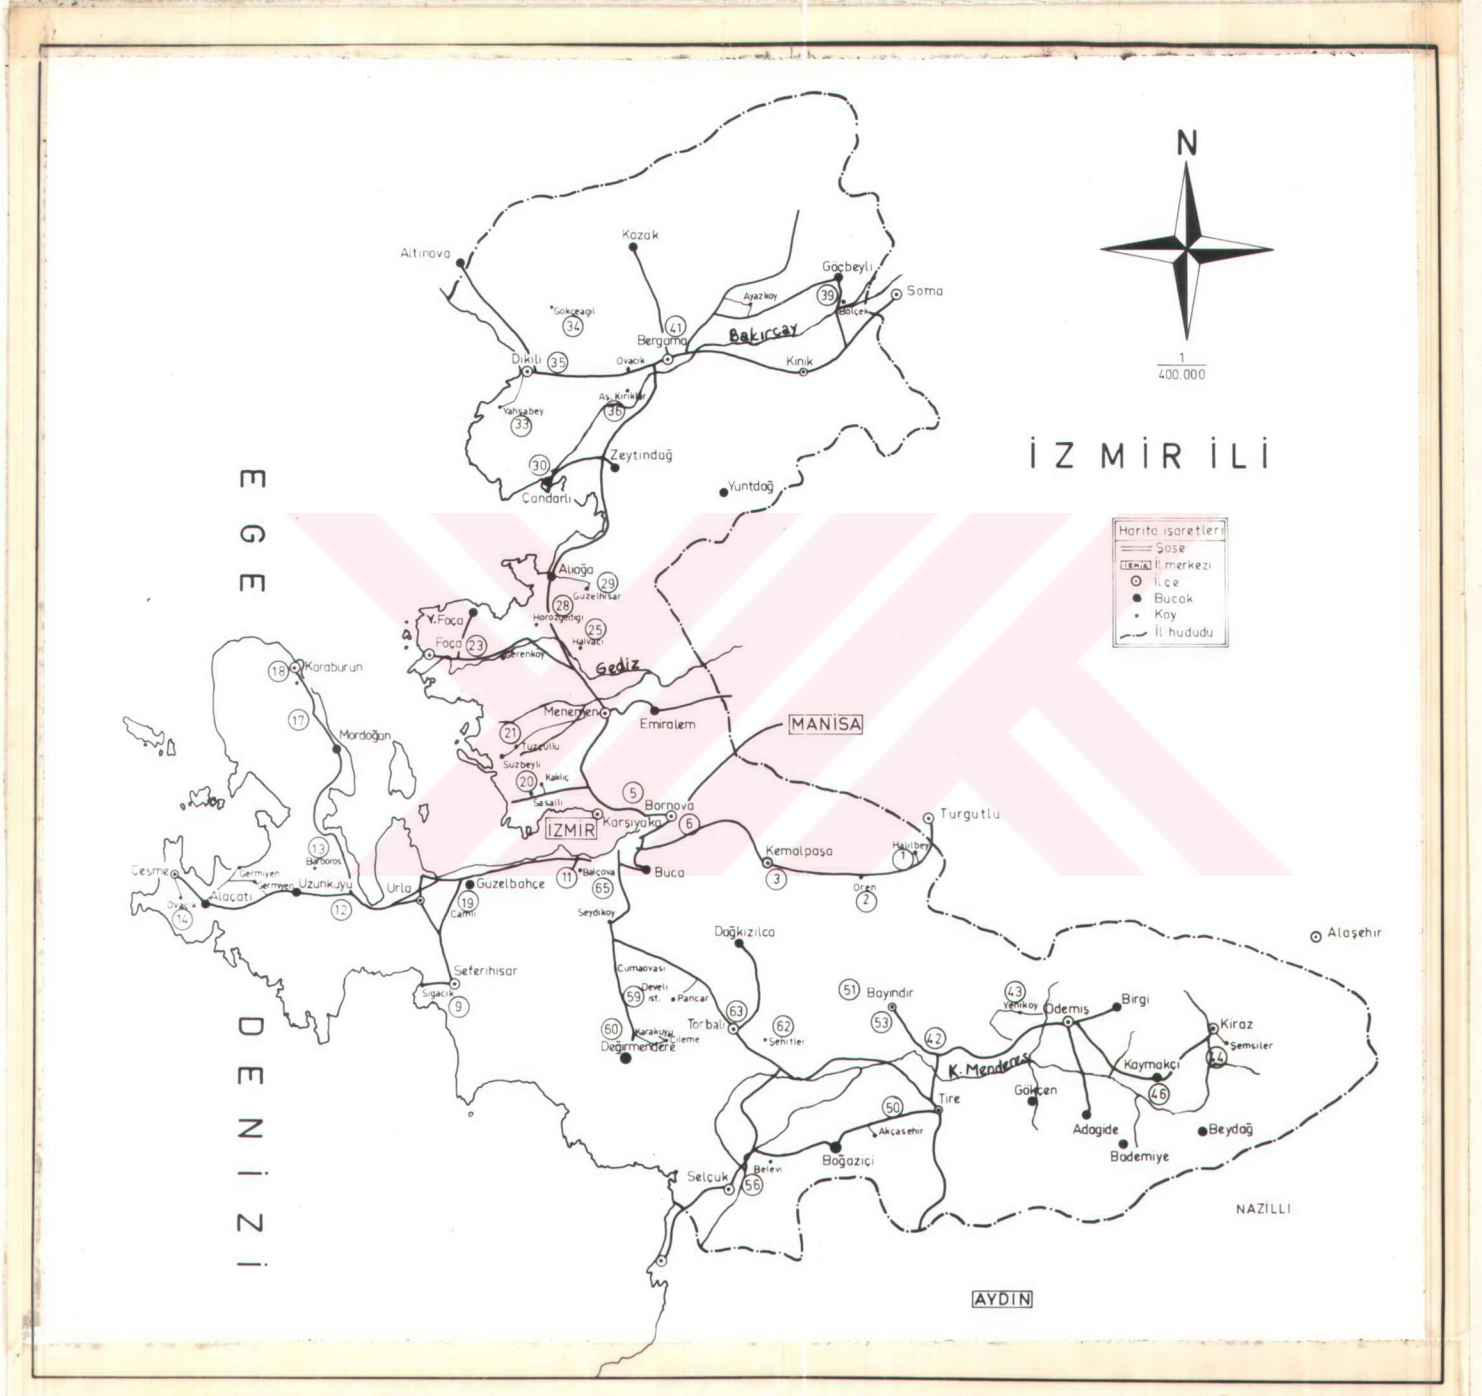 N
1
400.000
İZMİR İLİ
Harita işaretleri
Şose
İZMİR İl merkezi
İlçe
Bucak
Köy
İl hududu
EGE
DENİZİ
Altınova
Kozak
Göçbeyli
39
Bölçek
Soma
Ayazköy
Gökçeagıl
34
41
Bergama
Bakırçay
Dikili
35
Ovacık
Kınık
Aş. Kırıklar
36
Yahşabey
33
Zeytindağ
30
Çandarlı
Yuntdağ
Aliağa
29
Güzelhisar
28
Horozgediği
25
Halvacı
Y.Foça
Foça
23
Gerenköy
Gediz
Menemen
Emiralem
MANİSA
21
Tuzçullu
Süzbeyli
20
Kaklıç
Sasallı
18
Karaburun
17
Mordoğan
5
Bornova
Karşıyaka
6
İZMİR
Turgutlu
Kemalpaşa
3
Halilbey
1
Ören
2
13
Barboros
Çeşme
Germiyen
Germiyen
Uzunkuyu
Urla
Ovacık
14
Alaçatı
12
Güzelbahçe
19
Çamlı
11
Balçova
65
Buca
Seydiköy
Seferihisar
Sığacık
9
Dağkızılca
Cumaovası
59
Develi
ist.
Pancar
60
Karakuyu
Çileme
Değirmendere
63
Torbalı
62
Şehitler
51
Bayındır
53
42
43
Yeniköy
Ödemiş
Birgi
Kiraz
Şemsiler
44
Alaşehir
K. Menderes
Kaymakçı
46
Gökçen
50
Tire
Akçaşehir
Adagide
Beydağ
Bademiye
Boğaziçi
Selçuk
Belevi
56
NAZİLLİ
AYDIN